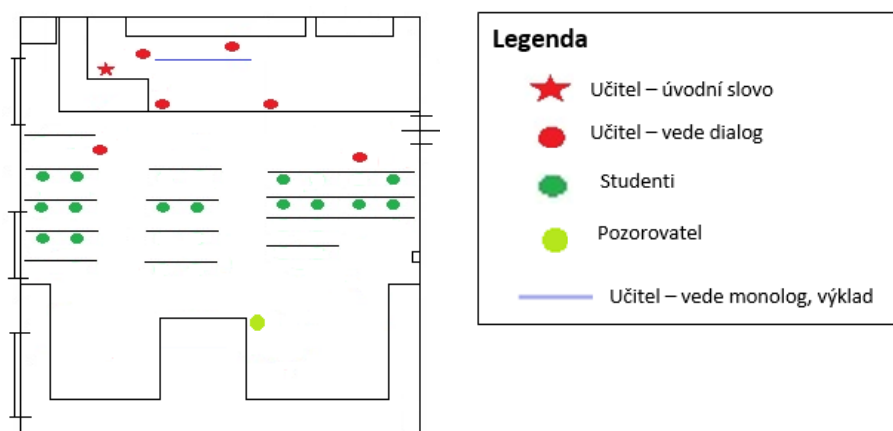 Legenda
Učitel – úvodní slovo
Učitel – vede dialog
Studenti
Pozorovatel
Učitel – vede monolog, výklad